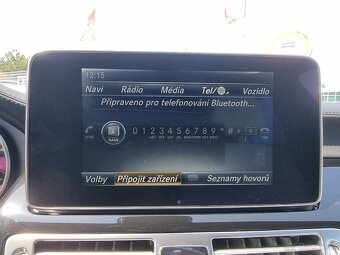 12:15
Navi Rádio Média Tel/ Vozidlo
Připraveno pro telefonování Bluetooth...
NAME 0 1 2 3 4 5 6 7 8 9 * # +
Volby Připojit zařízení Seznamy hovorů